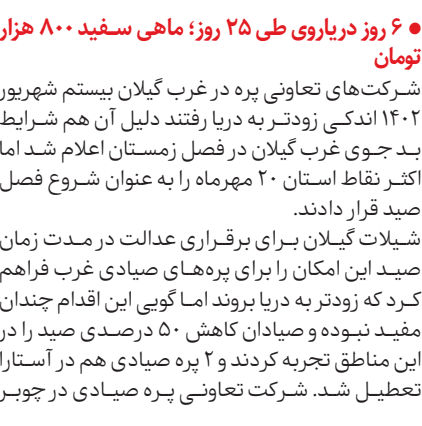 ● ۶ روز دریاروی طی ۲۵ روز؛ ماهی سفید ۸۰۰ هزار
تومان
شرکت‌های تعاونی پره در غرب گیلان بیستم شهریور
۱۴۰۲ اندکی زودتر به دریا رفتند دلیل آن هم شرایط
بد جوی غرب گیلان در فصل زمستان اعلام شد اما
اکثر نقاط استان ۲۰ مهرماه را به عنوان شروع فصل
صید قرار دادند.
شیلات گیلان برای برقراری عدالت در مدت زمان
صید این امکان را برای پره‌های صیادی غرب فراهم
کرد که زودتر به دریا بروند اما گویی این اقدام چندان
مفید نبوده و صیادان کاهش ۵۰ درصدی صید را در
این مناطق تجربه کردند و ۲ پره صیادی هم در آستارا
تعطیل شد. شرکت تعاونی پره صیادی در چوبر